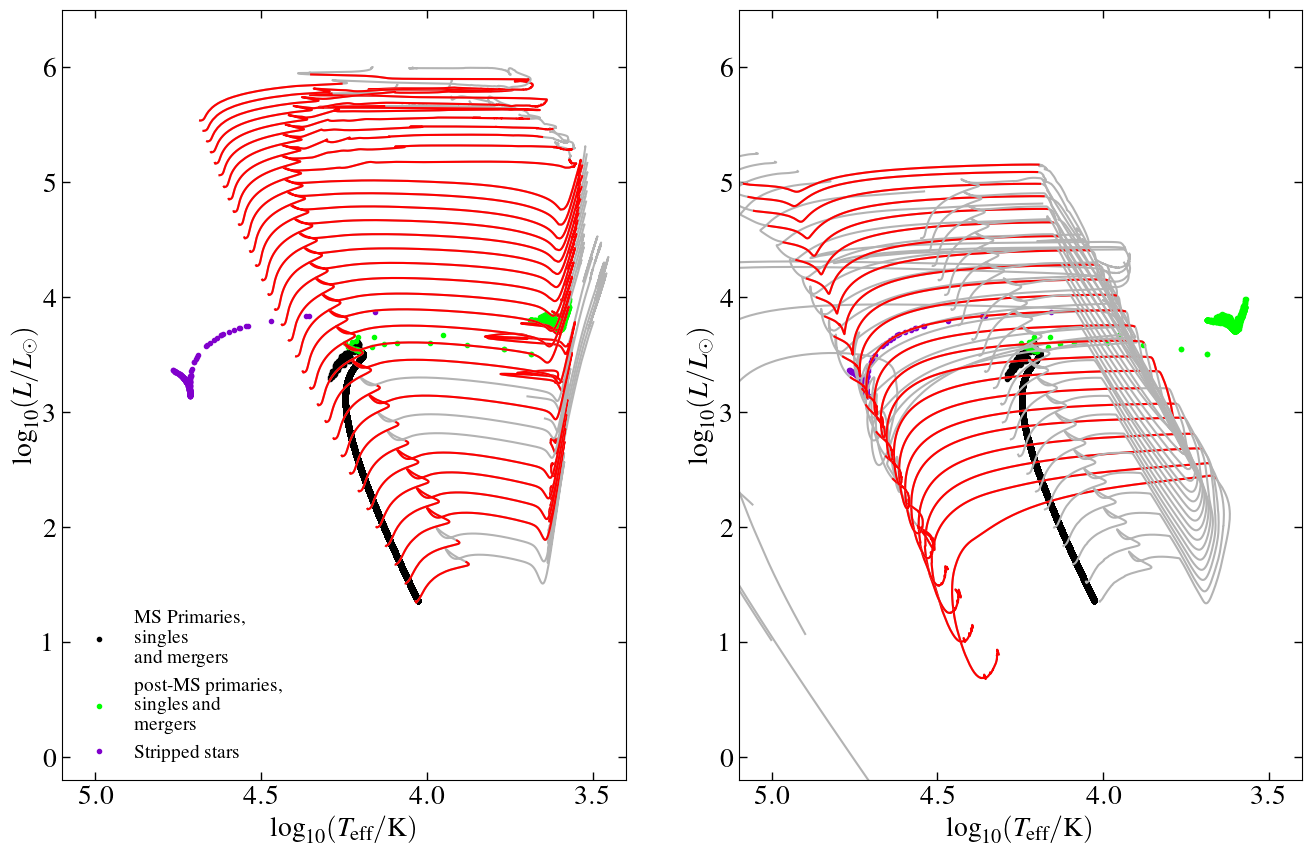 6
5
4
3
2
1
0
log₁₀(L/L☉)
5.0 4.5 4.0 3.5
log₁₀(T_eff/K)
MS Primaries,
singles
and mergers
post-MS primaries,
singles and
mergers
Stripped stars
6
5
4
3
2
1
0
log₁₀(L/L☉)
5.0 4.5 4.0 3.5
log₁₀(T_eff/K)